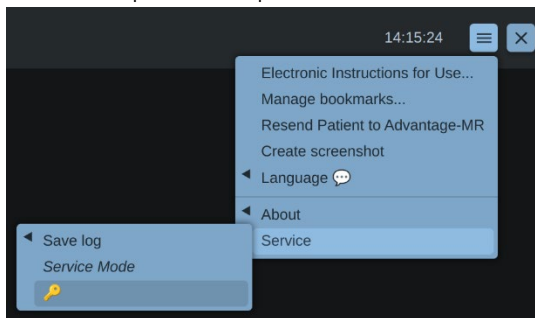 14:15:24
Electronic Instructions for Use...
Manage bookmarks...
Resend Patient to Advantage-MR
Create screenshot
Language
About
Service
Save log
Service Mode